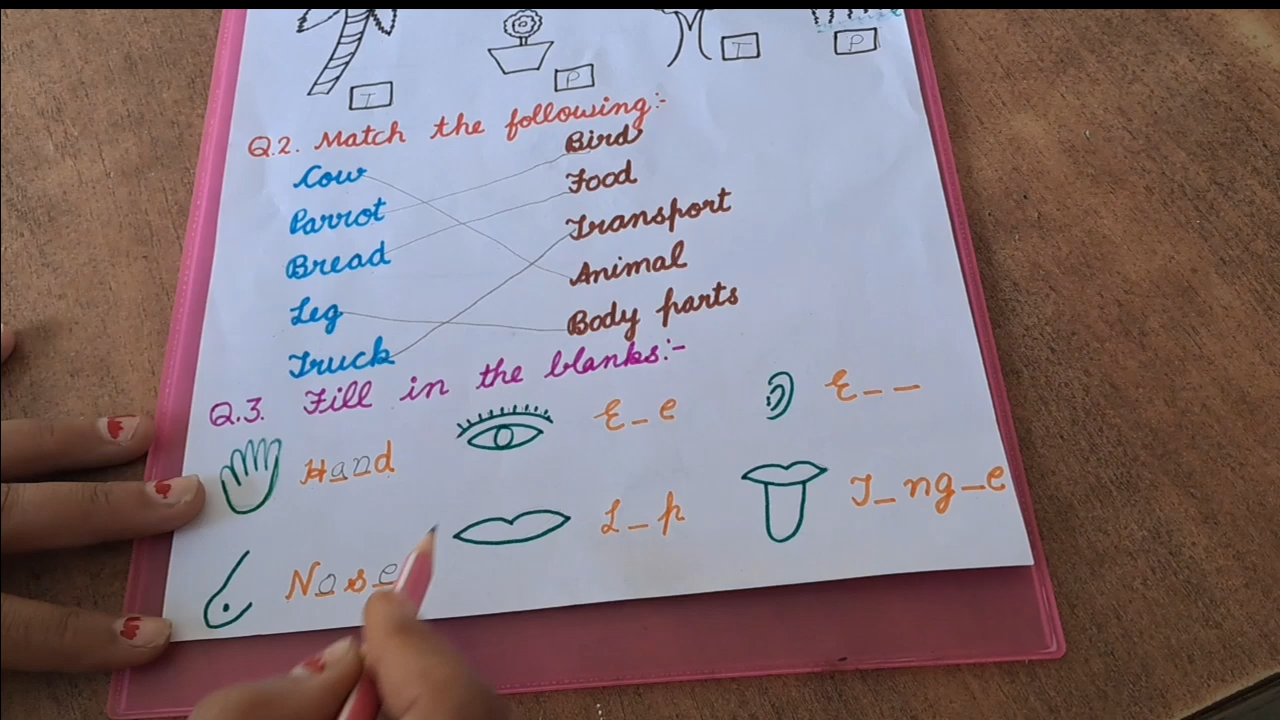 T P T P
Q.2. Match the following:-
Cow Bird
Parrot Food
Bread Transport
Leg Animal
Truck Body parts
Q.3. Fill in the blanks:-
Hand E_e E_ _
Nose L_p T_ng_e